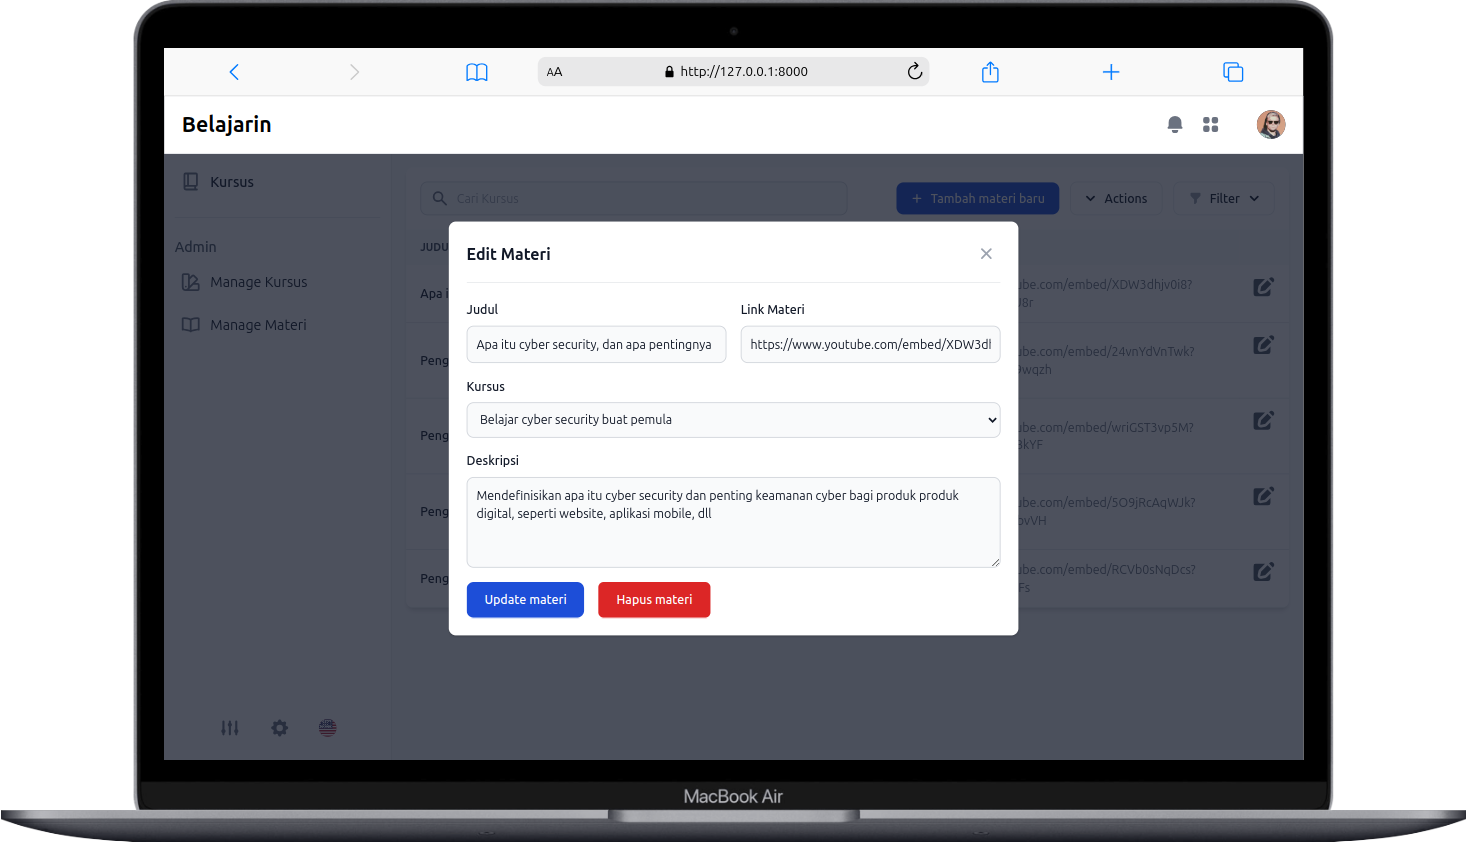 AA
http://127.0.0.1:8000
Belajarin
Kursus
Cari Kursus
+ Tambah materi baru
Actions
Filter
Admin
Manage Kursus
Manage Materi
JUDU
Apa i
Peng
Peng
Peng
Peng
Edit Materi
Judul
Link Materi
Apa itu cyber security, dan apa pentingnya
https://www.youtube.com/embed/XDW3dl
Kursus
Belajar cyber security buat pemula
Deskripsi
Mendefinisikan apa itu cyber security dan penting keamanan cyber bagi produk produk
digital, seperti website, aplikasi mobile, dll
Update materi
Hapus materi
ube.com/embed/XDW3dhjv0i8?
J8r
ube.com/embed/24vnYdVnTwk?
9wqzh
ube.com/embed/wriGST3vp5M?
3kYF
ube.com/embed/5O9jRcAqWJk?
ovVH
ube.com/embed/RCVb0sNqDcs?
Fs
MacBook Air